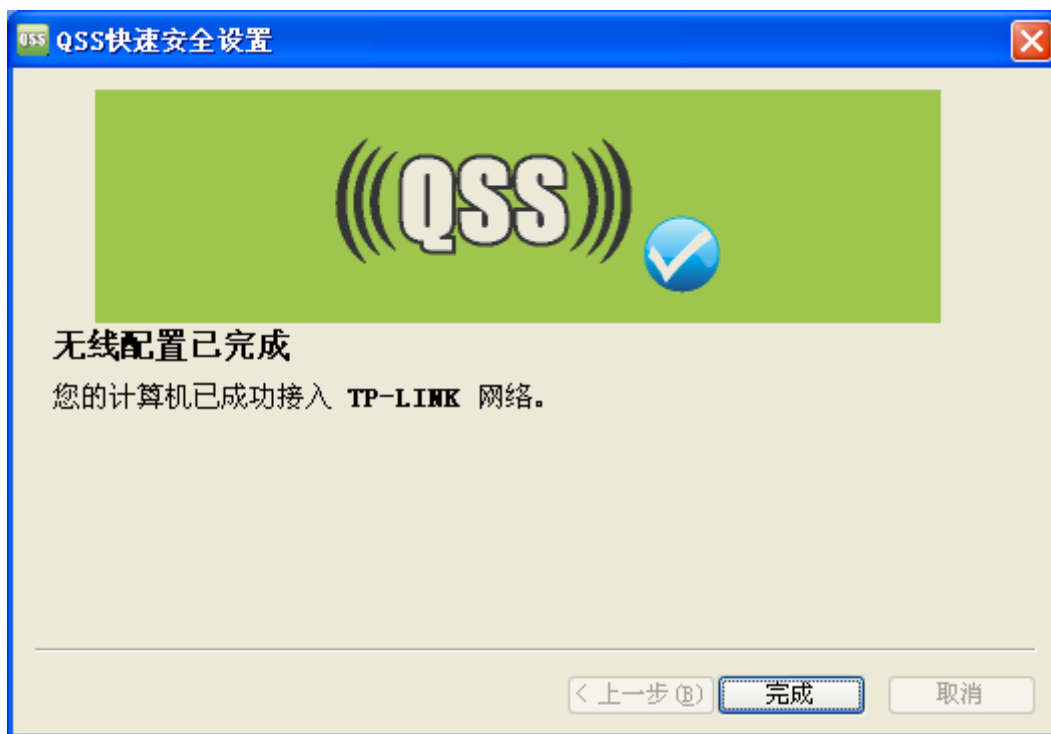 QSS QSS快速安全设置
(((QSS)))
无线配置已完成
您的计算机已成功接入 TP-LINK 网络。
< 上一步(B) 完成 取消